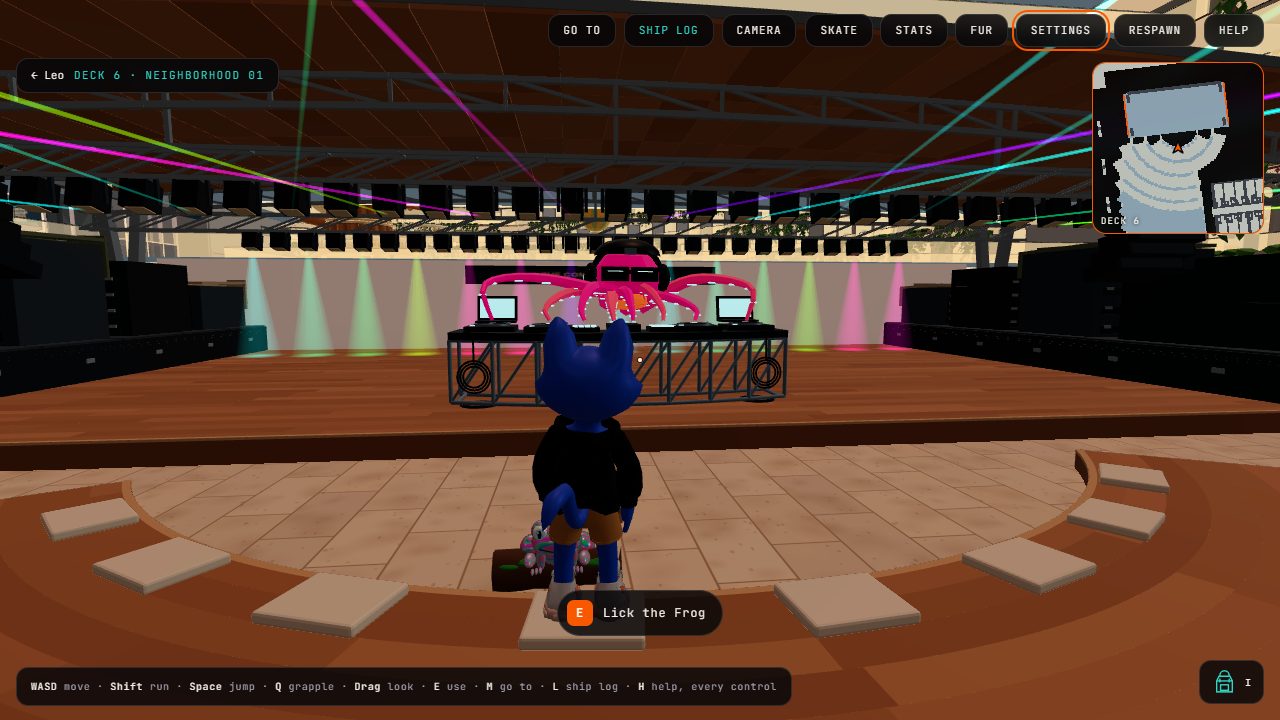 GO TO
SHIP LOG
CAMERA
SKATE
STATS
FUR
SETTINGS
RESPAWN
HELP
← Leo DECK 6 · NEIGHBORHOOD 01
DECK 6
E Lick the Frog
WASD move · Shift run · Space jump · Q grapple · Drag look · E use · M go to · L ship log · H help, every control
I